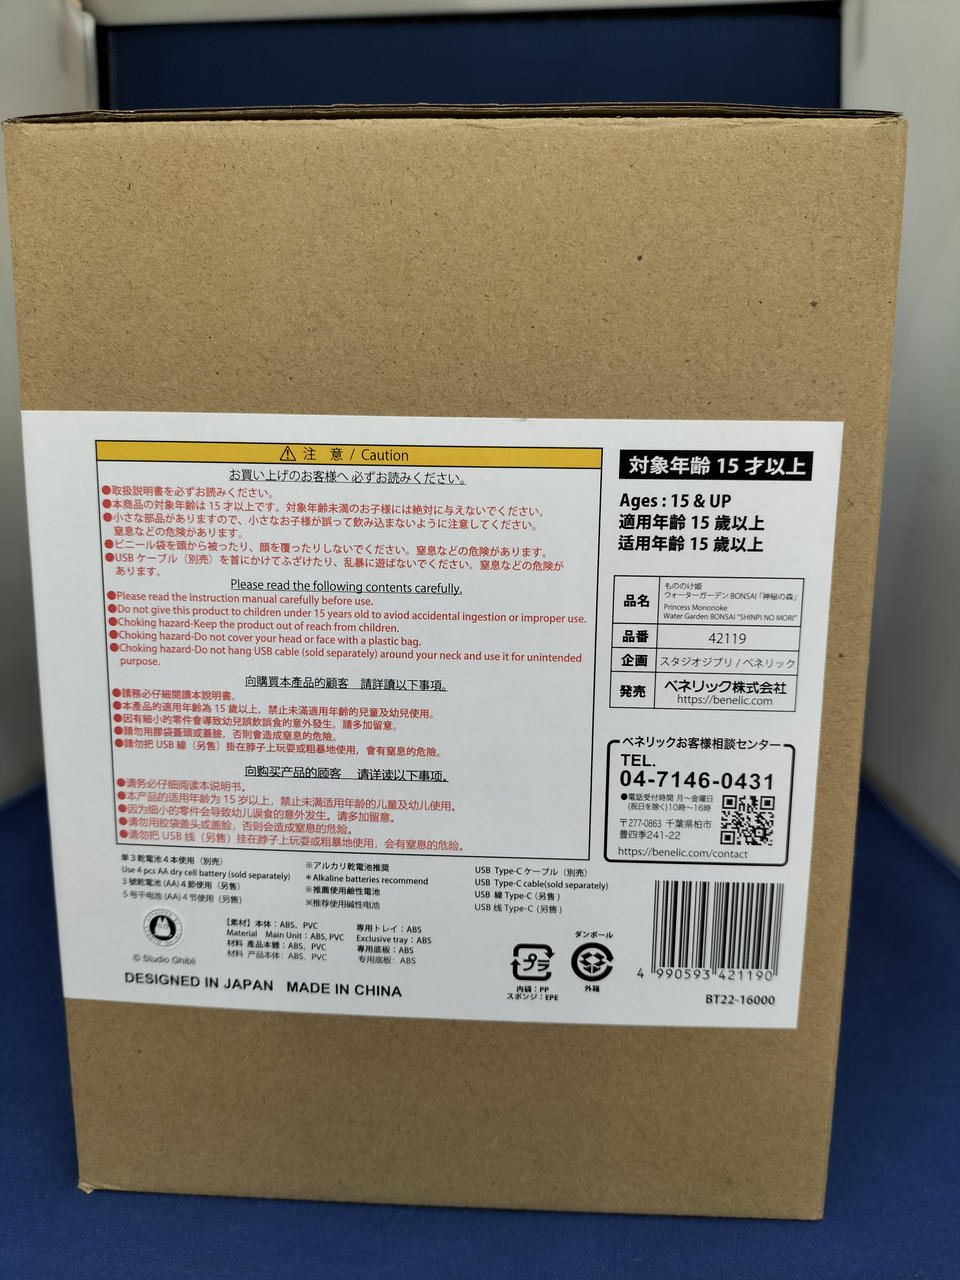 ⚠ 注 意 / Caution
お買い上げのお客様へ 必ずお読みください。
●取扱説明書を必ずお読みください。
●本商品の対象年齢は 15 才以上です。対象年齢未満のお子様には絶対に与えないでください。
●小さな部品がありますので、小さなお子様が誤って飲み込まないように注意してください。
窒息などの危険があります。
●ビニール袋を頭から被ったり、顔を覆ったりしないでください。窒息などの危険があります。
●USB ケーブル（別売）を首にかけてふざけたり、乱暴に遊ばないでください。窒息などの危険が
あります。
Please read the following contents carefully.
●Please read the instruction manual carefully before use.
●Do not give this product to children under 15 years old to aviod accidental ingestion or improper use.
●Choking hazard-Keep the product out of reach from children.
●Choking hazard-Do not cover your head or face with a plastic bag.
●Choking hazard-Do not hang USB cable (sold separately) around your neck and use it for unintended
purpose.
向購買本產品的顧客 請詳讀以下事項。
●請務必仔細閱讀本說明書。
●本產品的適用年齡為 15 歲以上，禁止未滿適用年齡的兒童及幼兒使用。
●因有細小的零件會導致幼兒誤飲誤食的意外發生。請多加留意。
●請勿用膠袋蓋頭或蓋臉，否則會造成窒息的危險。
●請勿把 USB 線（另售）掛在脖子上玩耍或粗暴地使用，會有窒息的危險。
向购买产品的顾客 请详读以下事项。
●请务必仔细阅读本说明书。
●本产品的适用年龄为 15 岁以上，禁止未满适用年龄的儿童及幼儿使用。
●因为细小的零件会导致幼儿误食的意外发生。请多加留意。
●请勿用胶袋盖头或盖脸，否则会造成窒息的危险。
●请勿把 USB 线（另售）挂在脖子上玩耍或粗暴地使用，会有窒息的危险。
単3乾電池4本使用（別売）
Use 4 pcs AA dry cell battery (sold separately)
3 號乾電池 (AA) 4 節使用（另售）
5 号干电池 (AA) 4 节使用（另售）
※アルカリ乾電池推奨
＊Alkaline batteries recommend
※推薦使用鹼性電池
※推荐使用碱性电池
USB Type-C ケーブル（別売）
USB Type-C cable(sold separately)
USB 線 Type-C (另售)
USB 线 Type-C (另售)
© Studio Ghibli
【素材】本体：ABS、PVC
Material Main Unit : ABS, PVC
材料 產品本體：ABS、PVC
材料 产品本体：ABS、PVC
専用トレイ：ABS
Exclusive tray : ABS
專用底板：ABS
专用底板：ABS
DESIGNED IN JAPAN MADE IN CHINA
プラ
内袋：PP
スポンジ：EPE
ダンボール
外箱
対象年齢 15 才以上
Ages : 15 & UP
適用年齡 15 歲以上
适用年龄 15 岁以上
品名
もののけ姫
ウォーターガーデン BONSAI「神秘の森」
Princess Mononoke
Water Garden BONSAI "SHINPI NO MORI"
品番 42119
企画 スタジオジブリ / ベネリック
発売 ベネリック株式会社
https://benelic.com
ベネリックお客様相談センター
TEL.
04-7146-0431
●電話受付時間 月～金曜日
(祝日を除く)10時～16時
〒277-0863 千葉県柏市
豊四季241-22
https://benelic.com/contact
4 990593 421190
BT22-16000